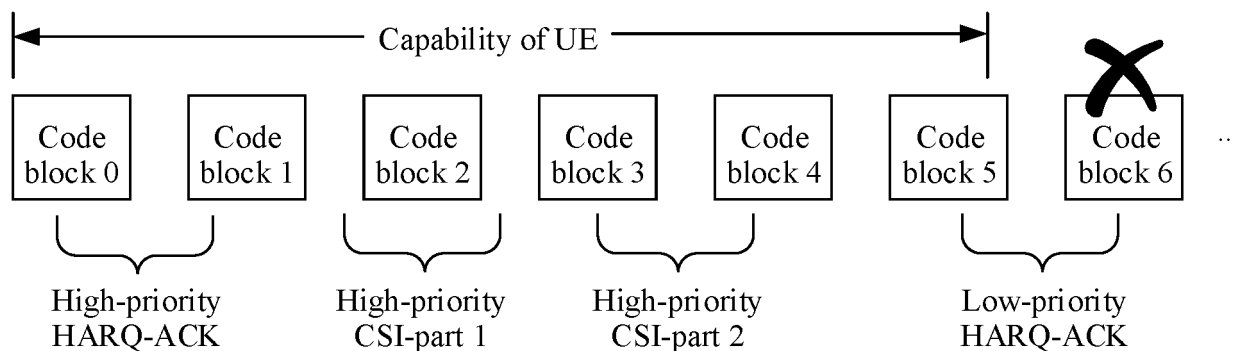 Capability of UE
Code
block 0
Code
block 1
Code
block 2
Code
block 3
Code
block 4
Code
block 5
Code
block 6
..
High-priority
HARQ-ACK
High-priority
CSI-part 1
High-priority
CSI-part 2
Low-priority
HARQ-ACK